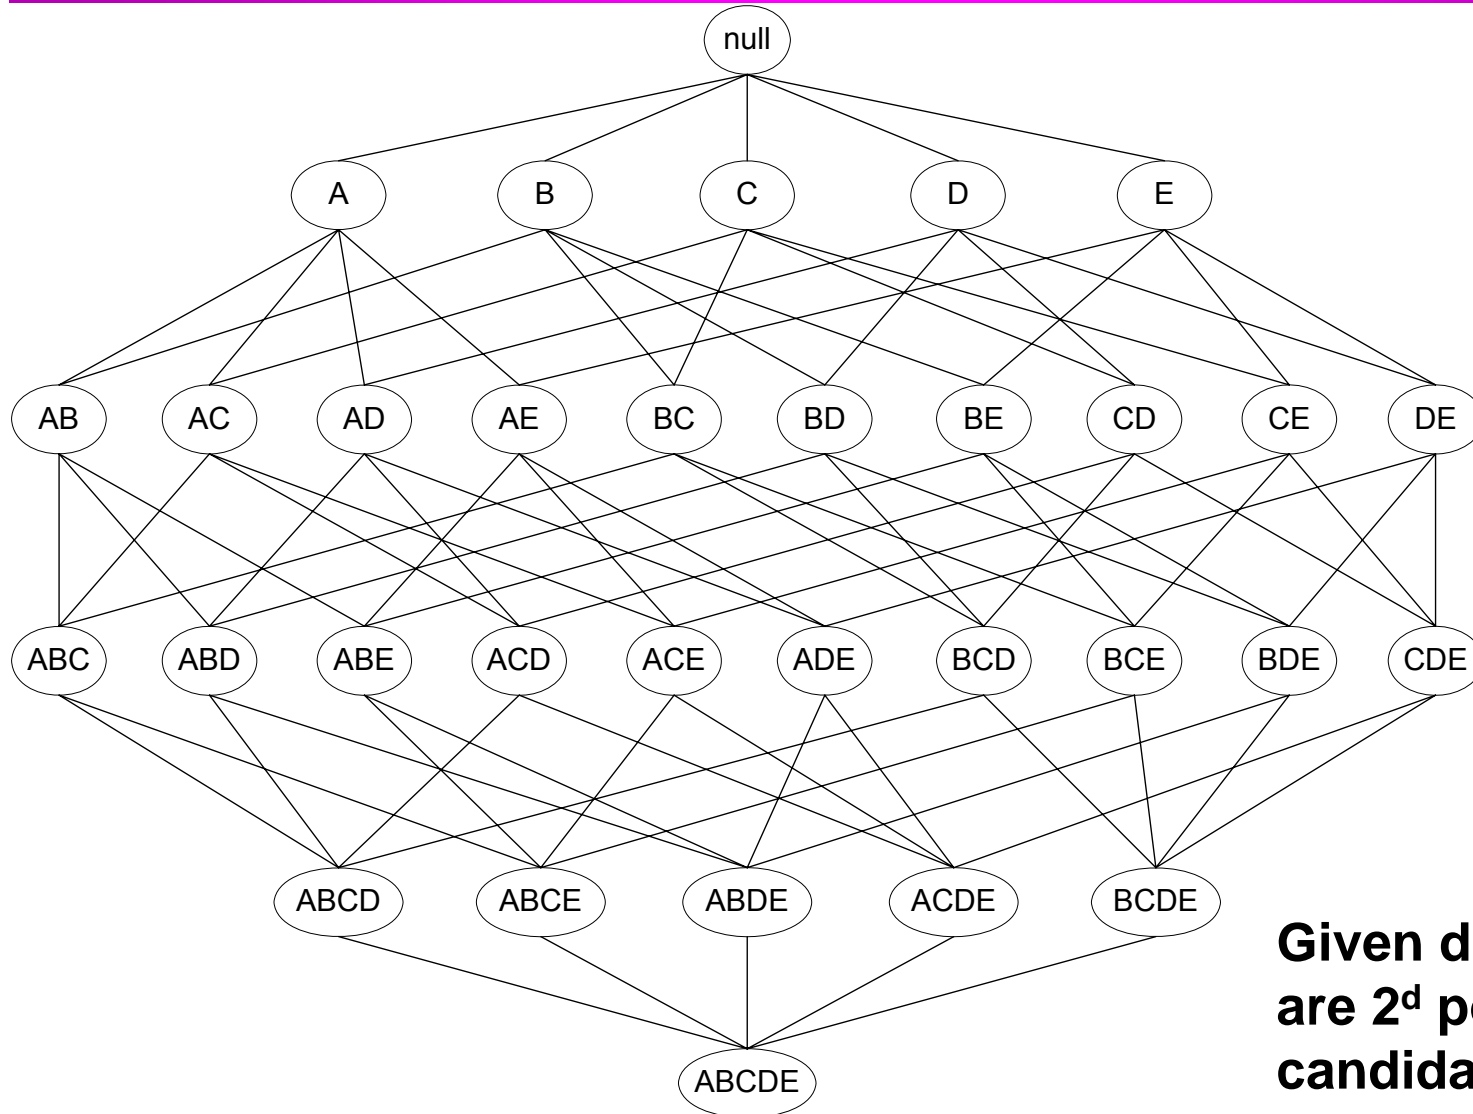 null
A B C D E
AB AC AD AE BC BD BE CD CE DE
ABC ABD ABE ACD ACE ADE BCD BCE BDE CDE
ABCD ABCE ABDE ACDE BCDE
ABCDE
Given d
are 2ᵈ
candida